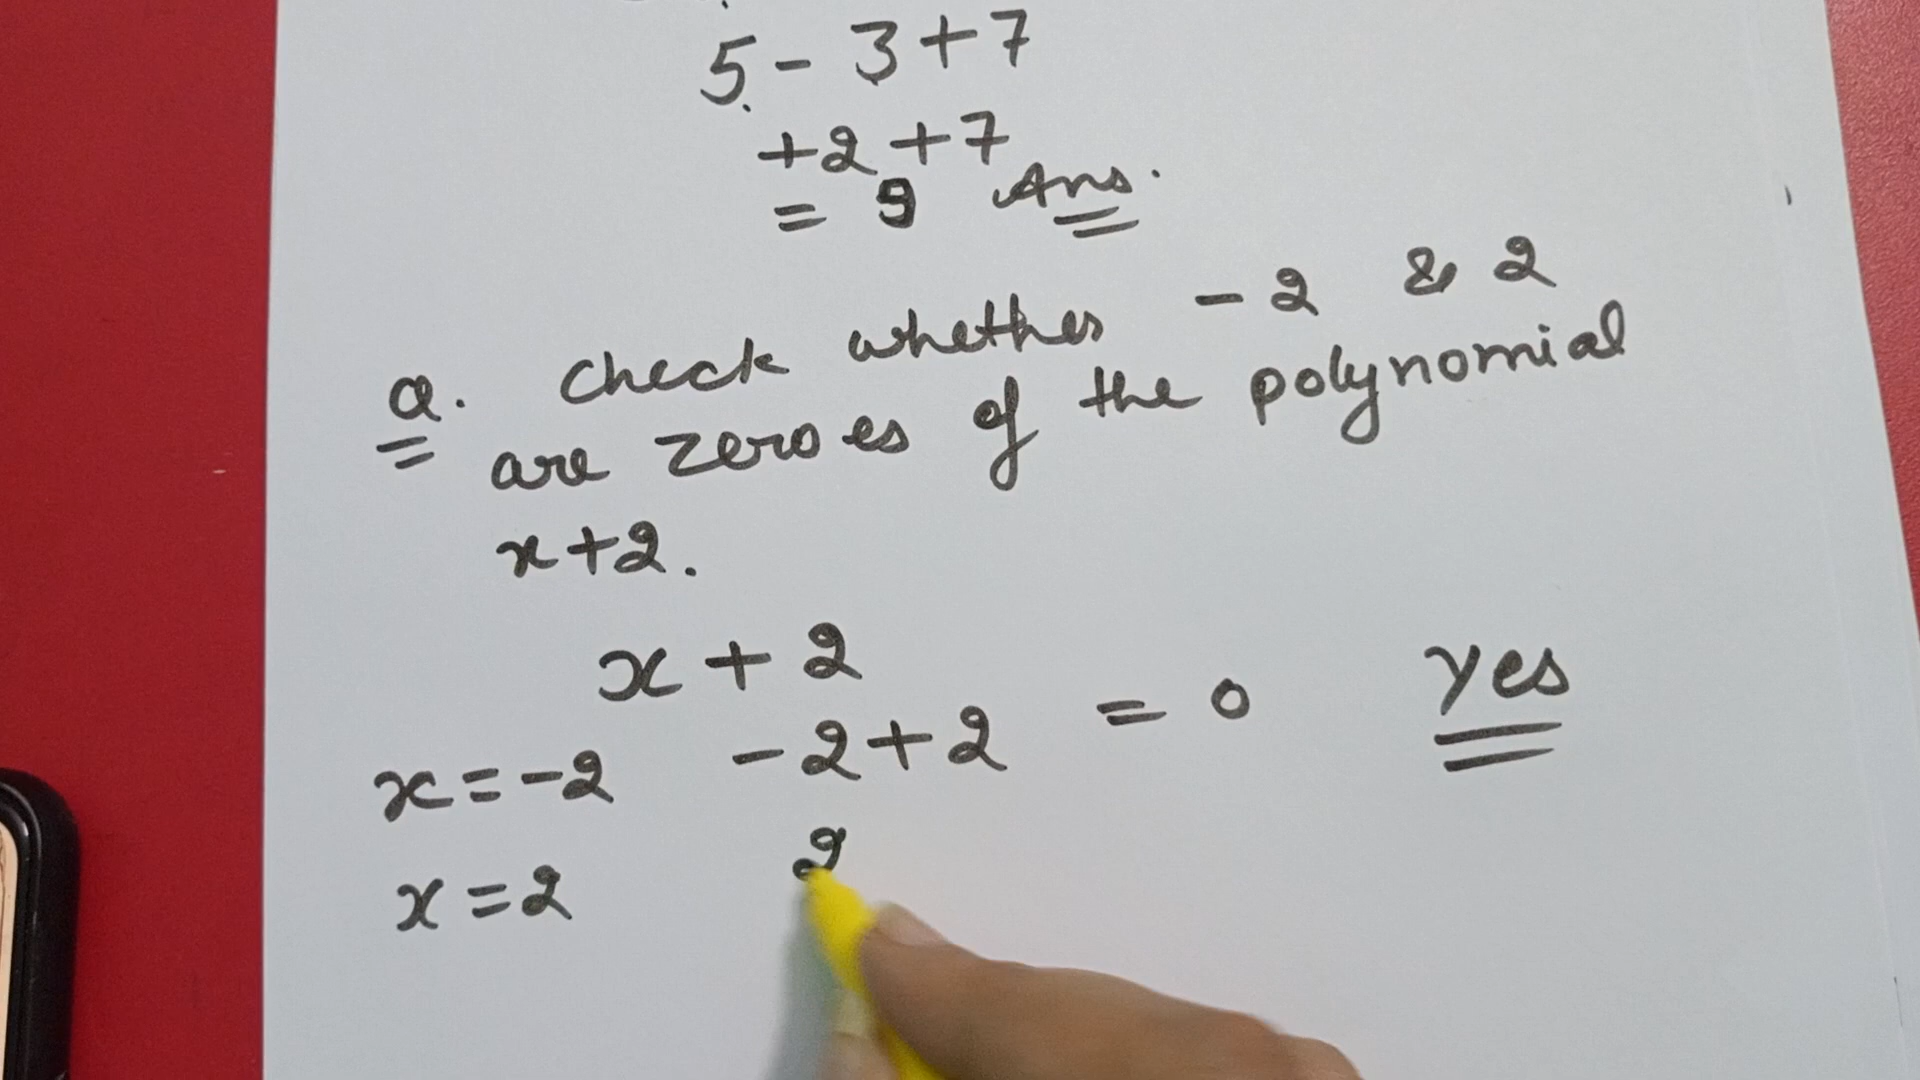 5 - 3 + 7
+2 + 7
= 9 Ans.
Q. Check whether - 2 & 2
are zeroes of the polynomial
x + 2.
x + 2
x = -2 -2 + 2 = 0 Yes
x = 2 2